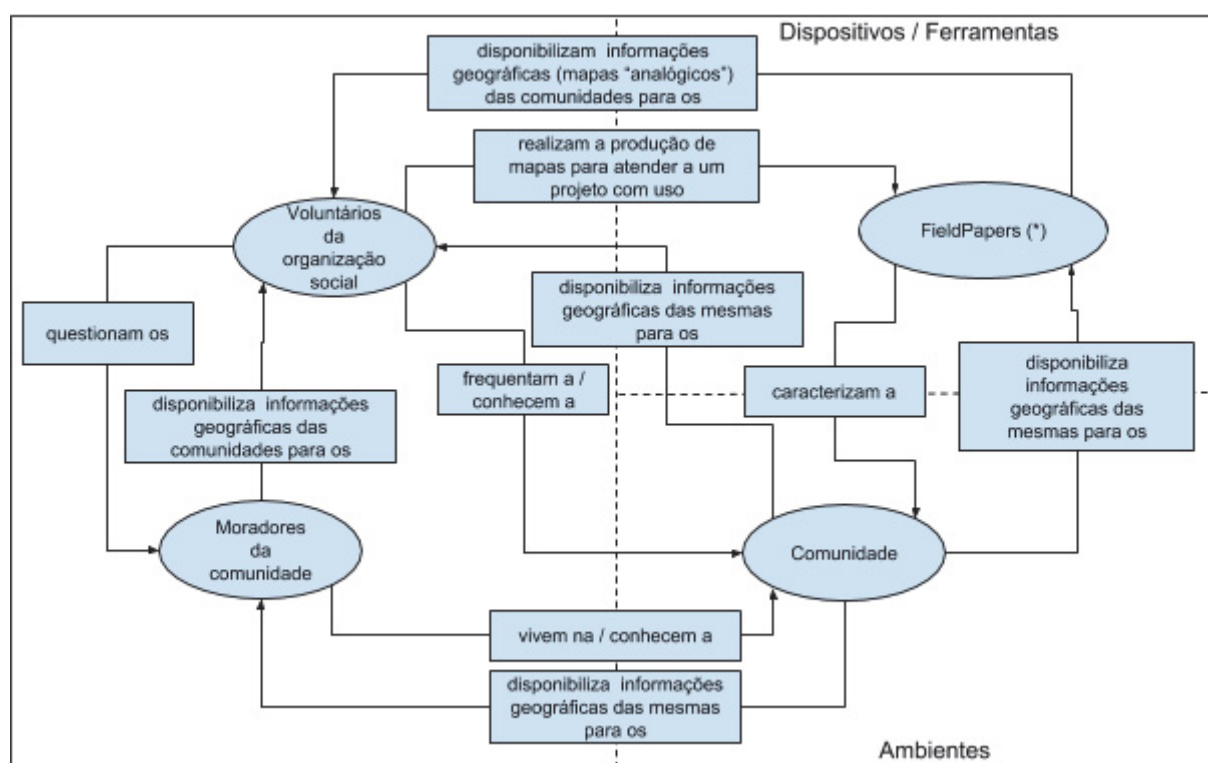 Dispositivos / Ferramentas
disponibilizam informações
geográficas (mapas "analógicos")
das comunidades para os
realizam a produção de
mapas para atender a um
projeto com uso
Voluntários
da
organização
social
FieldPapers (*)
disponibiliza informações
geográficas das mesmas
para os
questionam os
frequentam a /
conhecem a
caracterizam a
disponibiliza
informações
geográficas das
mesmas para os
disponibiliza informações
geográficas das
comunidades para os
Moradores
da
comunidade
Comunidade
vivem na / conhecem a
disponibiliza informações
geográficas das mesmas
para os
Ambientes